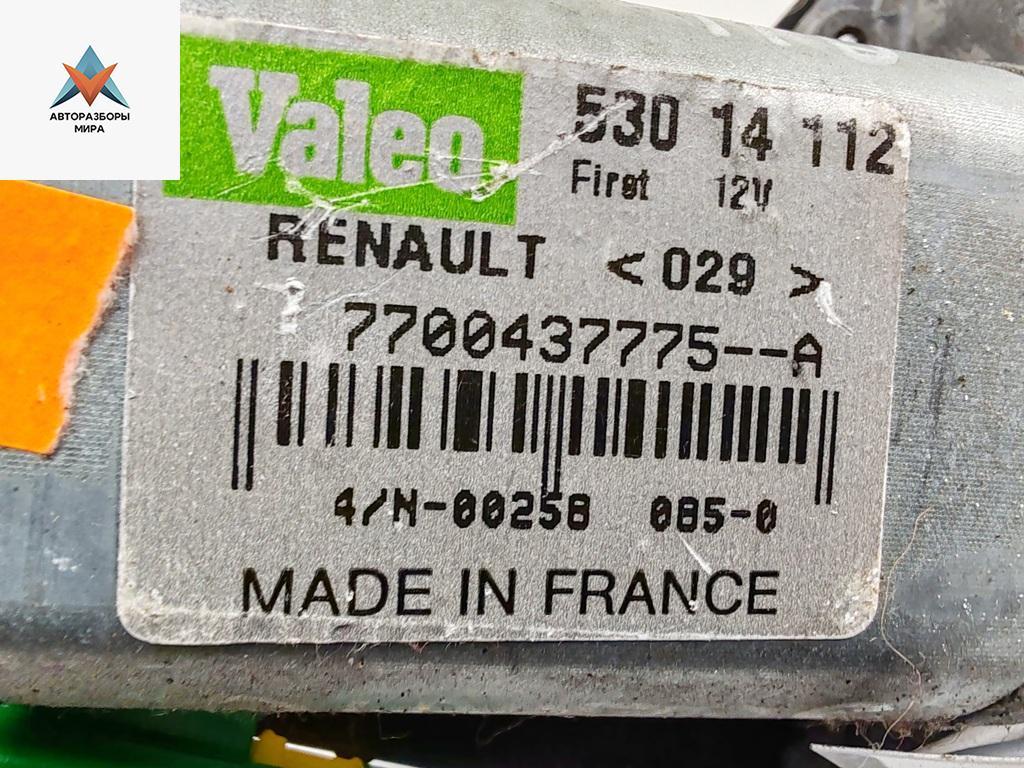 АВТОРАЗБОРЫ
МИРА
Valeo
530 14 112
First 12V
RENAULT <029 >
7700437775--A
4/N-00258 085-0
MADE IN FRANCE